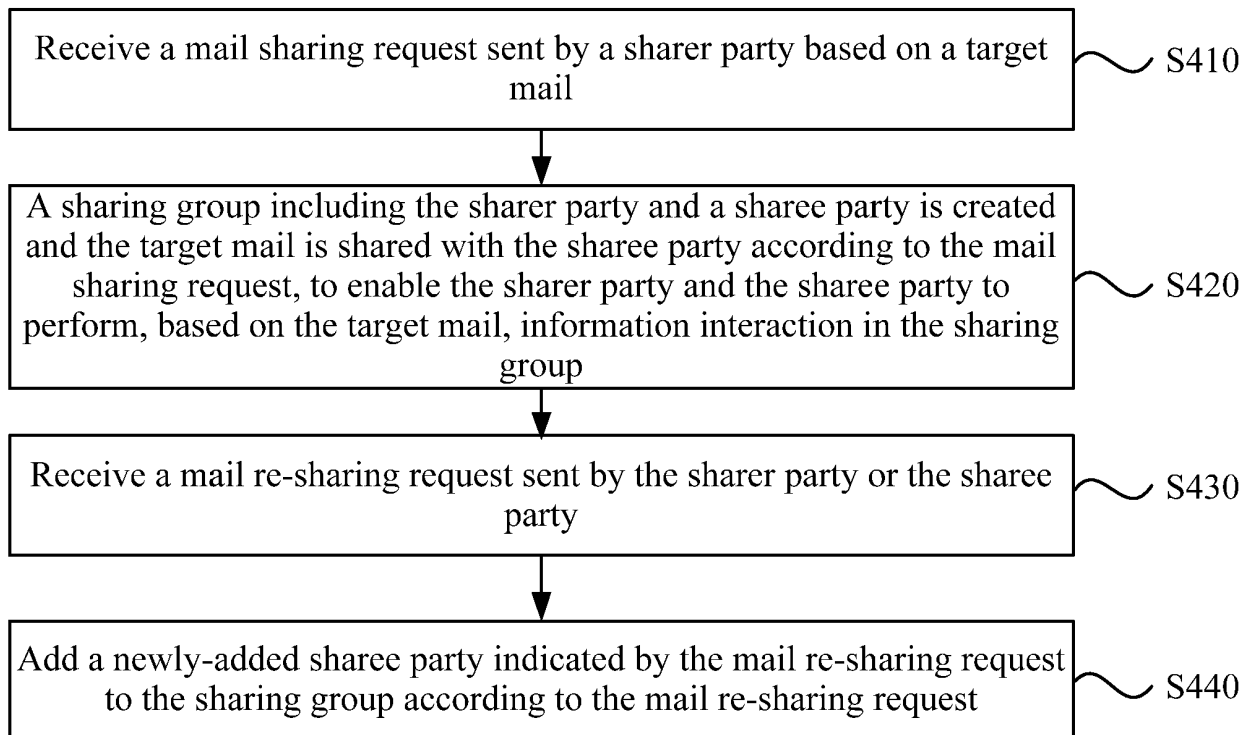 Receive a mail sharing request sent by a sharer party based on a target
mail
S410
A sharing group including the sharer party and a sharee party is created
and the target mail is shared with the sharee party according to the mail
sharing request, to enable the sharer party and the sharee party to
perform, based on the target mail, information interaction in the sharing
group
S420
Receive a mail re-sharing request sent by the sharer party or the sharee
party
S430
Add a newly-added sharee party indicated by the mail re-sharing request
to the sharing group according to the mail re-sharing request
S440